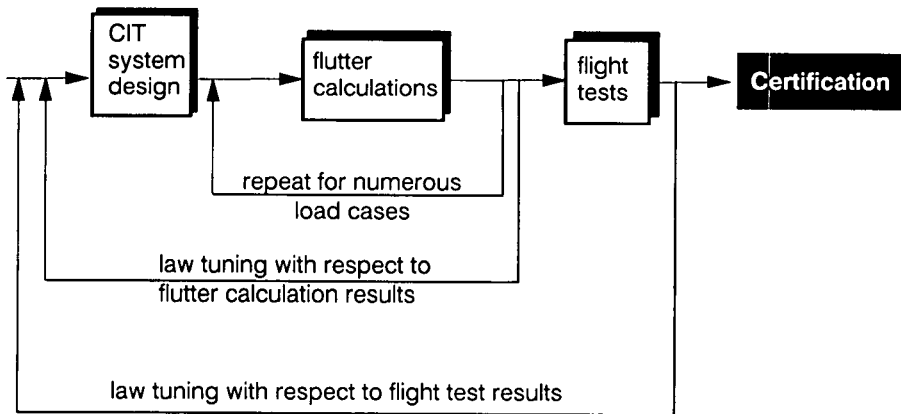 CIT
system
design
flutter
calculations
flight
tests
Certification
repeat for numerous
load cases
law tuning with respect to
flutter calculation results
law tuning with respect to flight test results